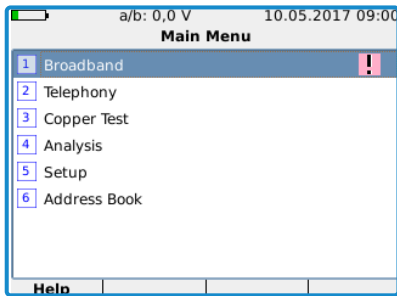 a/b: 0,0 V 10.05.2017 09:00
Main Menu
1 Broadband !
2 Telephony
3 Copper Test
4 Analysis
5 Setup
6 Address Book
Help